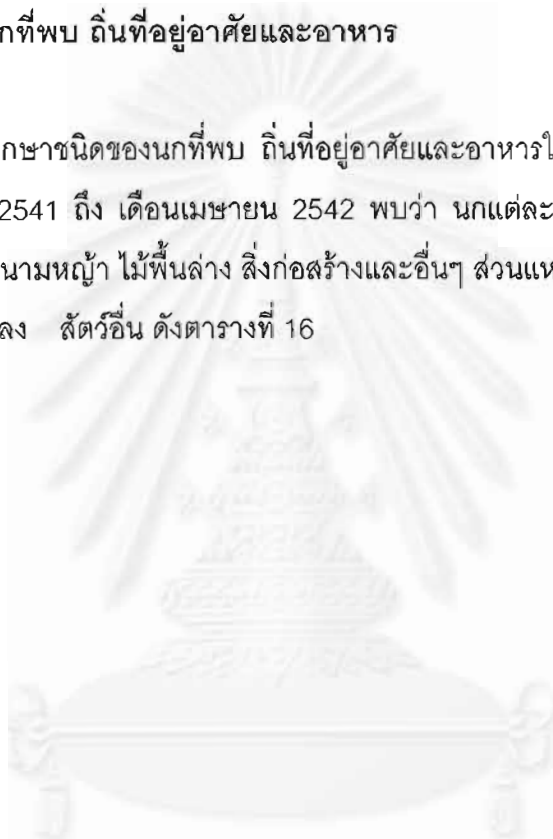 กที่พบ ถิ่นที่อยู่อาศัยและอาหาร
กษาชนิดของนกที่พบ ถิ่นที่อยู่อาศัยและอาหารใ
2541 ถึง เดือนเมษายน 2542 พบว่า นกแต่ละ
นามหญ้า ไม้พื้นล่าง สิ่งก่อสร้างและอื่นๆ ส่วนแห
ลง สัตว์อื่น ดังตารางที่ 16